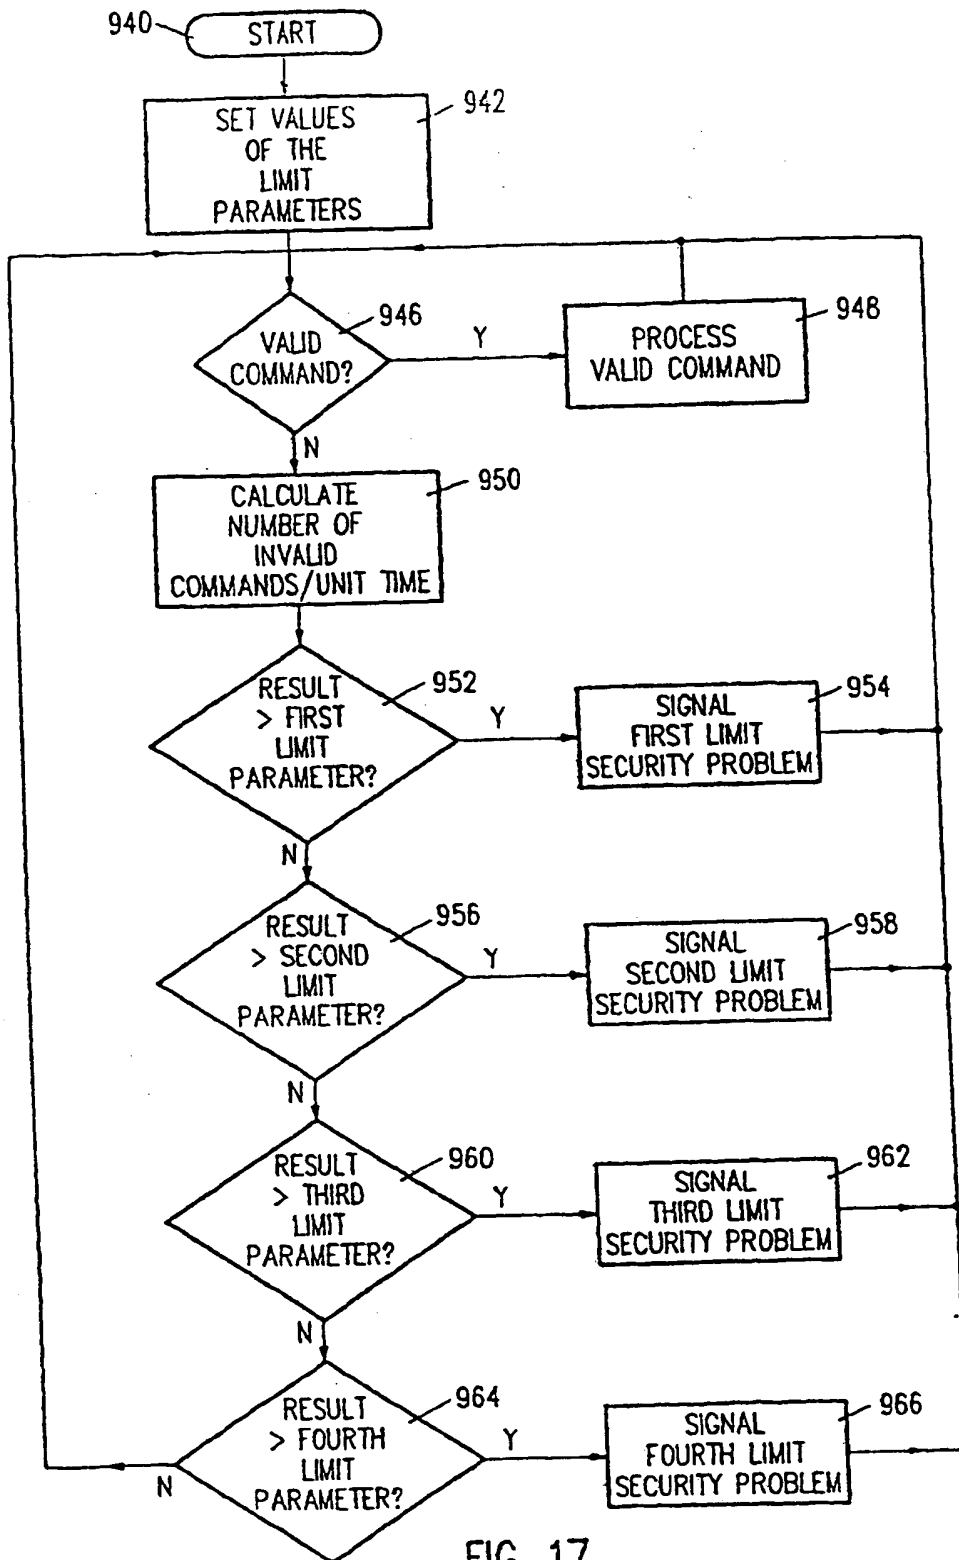 940
START
942
SET VALUES
OF THE
LIMIT
PARAMETERS
946
VALID
COMMAND?
Y
948
PROCESS
VALID COMMAND
N
950
CALCULATE
NUMBER OF
INVALID
COMMANDS/UNIT TIME
952
RESULT
> FIRST
LIMIT
PARAMETER?
Y
954
SIGNAL
FIRST LIMIT
SECURITY PROBLEM
N
956
RESULT
> SECOND
LIMIT
PARAMETER?
Y
958
SIGNAL
SECOND LIMIT
SECURITY PROBLEM
N
960
RESULT
> THIRD
LIMIT
PARAMETER?
Y
962
SIGNAL
THIRD LIMIT
SECURITY PROBLEM
N
964
RESULT
> FOURTH
LIMIT
PARAMETER?
Y
966
SIGNAL
FOURTH LIMIT
SECURITY PROBLEM
N
FIG. 17